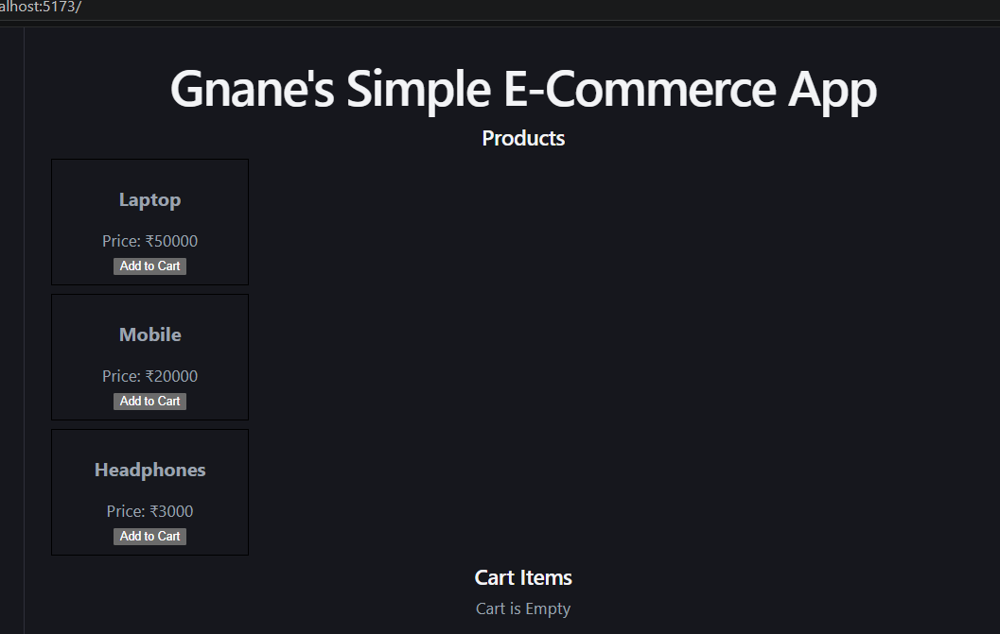 alhost:5173/
Gnane's Simple E-Commerce App
Products
Laptop
Price: ₹50000
Add to Cart
Mobile
Price: ₹20000
Add to Cart
Headphones
Price: ₹3000
Add to Cart
Cart Items
Cart is Empty